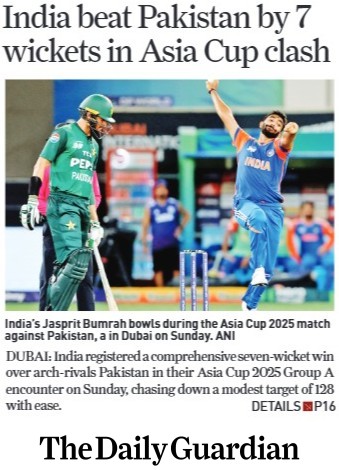 India beat Pakistan by 7
wickets in Asia Cup clash
PEPSI
PAKISTAN
INDIA
India's Jasprit Bumrah bowls during the Asia Cup 2025 match
against Pakistan, a in Dubai on Sunday. ANI
DUBAI: India registered a comprehensive seven-wicket win
over arch-rivals Pakistan in their Asia Cup 2025 Group A
encounter on Sunday, chasing down a modest target of 128
with ease. DETAILS P16
The Daily Guardian